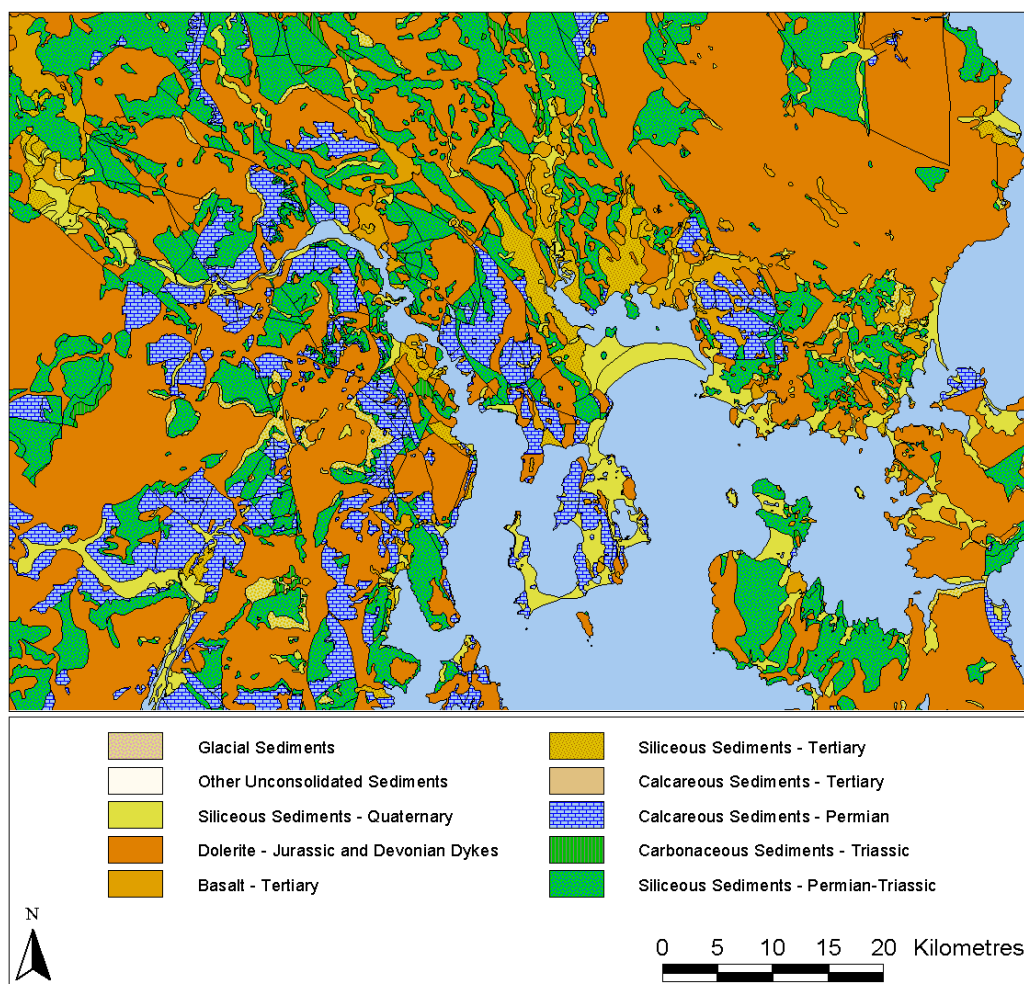 Glacial Sediments
Other Unconsolidated Sediments
Siliceous Sediments - Quaternary
Dolerite - Jurassic and Devonian Dykes
Basalt - Tertiary
Siliceous Sediments - Tertiary
Calcareous Sediments - Tertiary
Calcareous Sediments - Permian
Carbonaceous Sediments - Triassic
Siliceous Sediments - Permian-Triassic
N
0 5 10 15 20 Kilometres